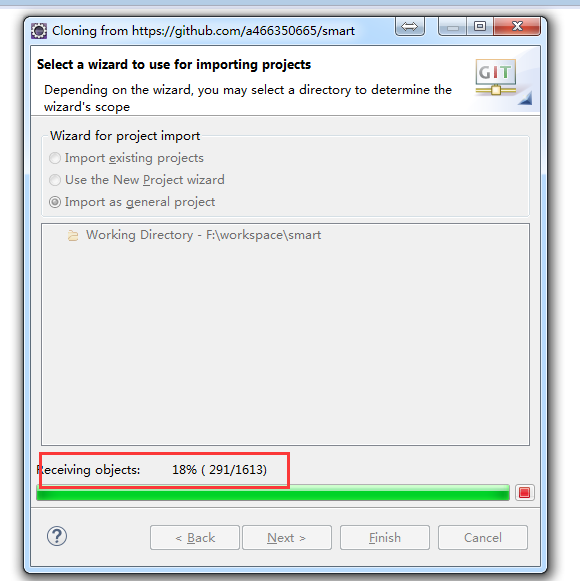 Cloning from https://github.com/a466350665/smart
Select a wizard to use for importing projects
Depending on the wizard, you may select a directory to determine the
wizard's scope
GIT
Wizard for project import
Import existing projects
Use the New Project wizard
Import as general project
Working Directory - F:\workspace\smart
Receiving objects: 18% ( 291/1613)
? < Back Next > Finish Cancel